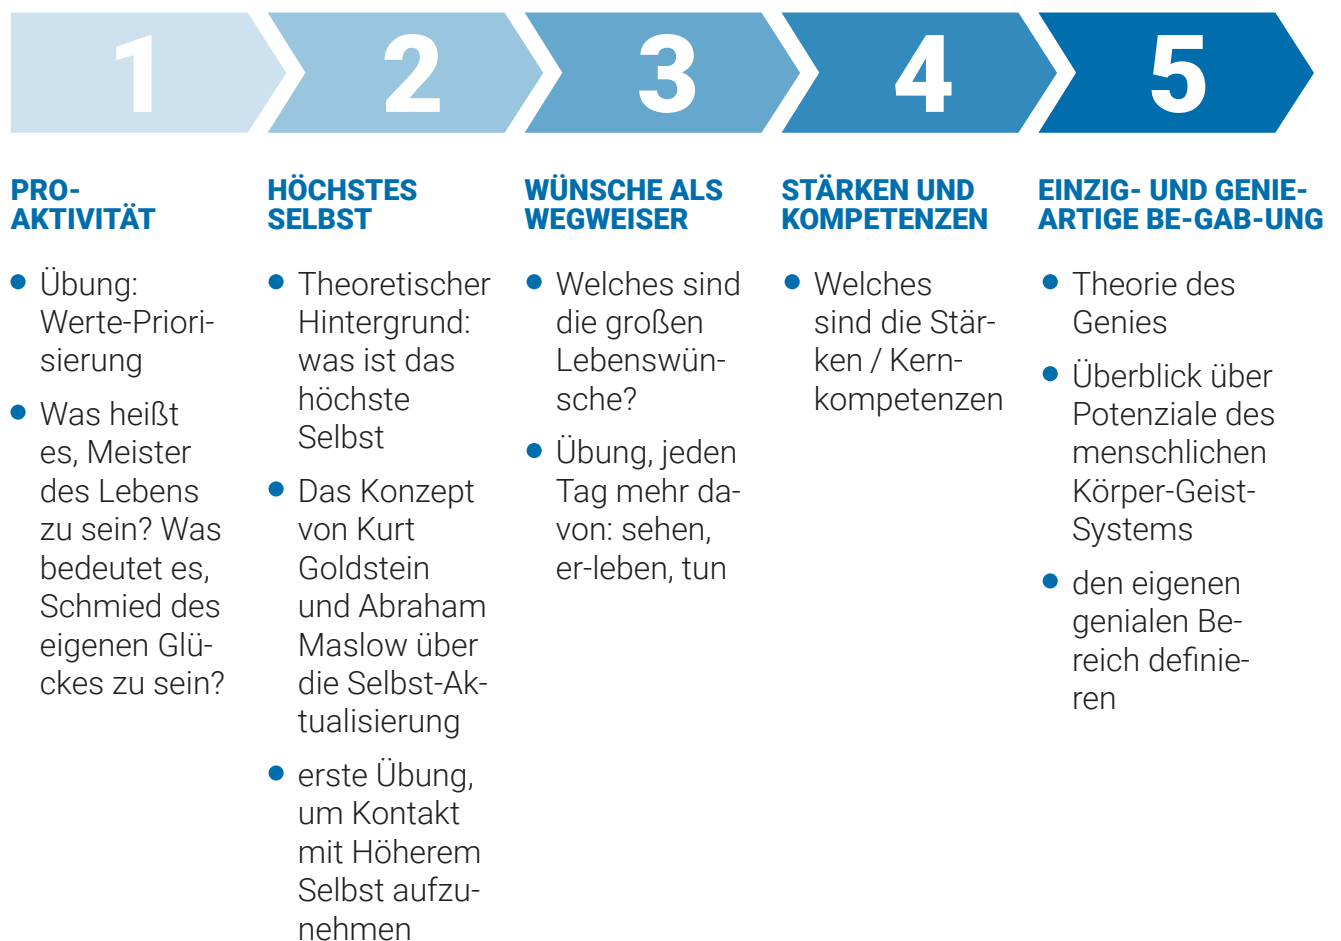 1
2
3
4
5
PRO-
AKTIVITÄT
Übung:
Werte-Priori-
sierung
Was heißt
es, Meister
des Lebens
zu sein? Was
bedeutet es,
Schmied des
eigenen Glü-
ckes zu sein?
HÖCHSTES
SELBST
Theoretischer
Hintergrund:
was ist das
höchste
Selbst
Das Konzept
von Kurt
Goldstein
und Abraham
Maslow über
die Selbst-Ak-
tualisierung
erste Übung,
um Kontakt
mit Höherem
Selbst aufzu-
nehmen
WÜNSCHE ALS
WEGWEISER
Welches sind
die großen
Lebenswün-
sche?
Übung, jeden
Tag mehr da-
von: sehen,
er-leben, tun
STÄRKEN UND
KOMPETENZEN
Welches
sind die Stär-
ken / Kern-
kompetenzen
EINZIG- UND GENIE-
ARTIGE BE-GAB-UNG
Theorie des
Genies
Überblick über
Potenziale des
menschlichen
Körper-Geist-
Systems
den eigenen
genialen Be-
reich definie-
ren